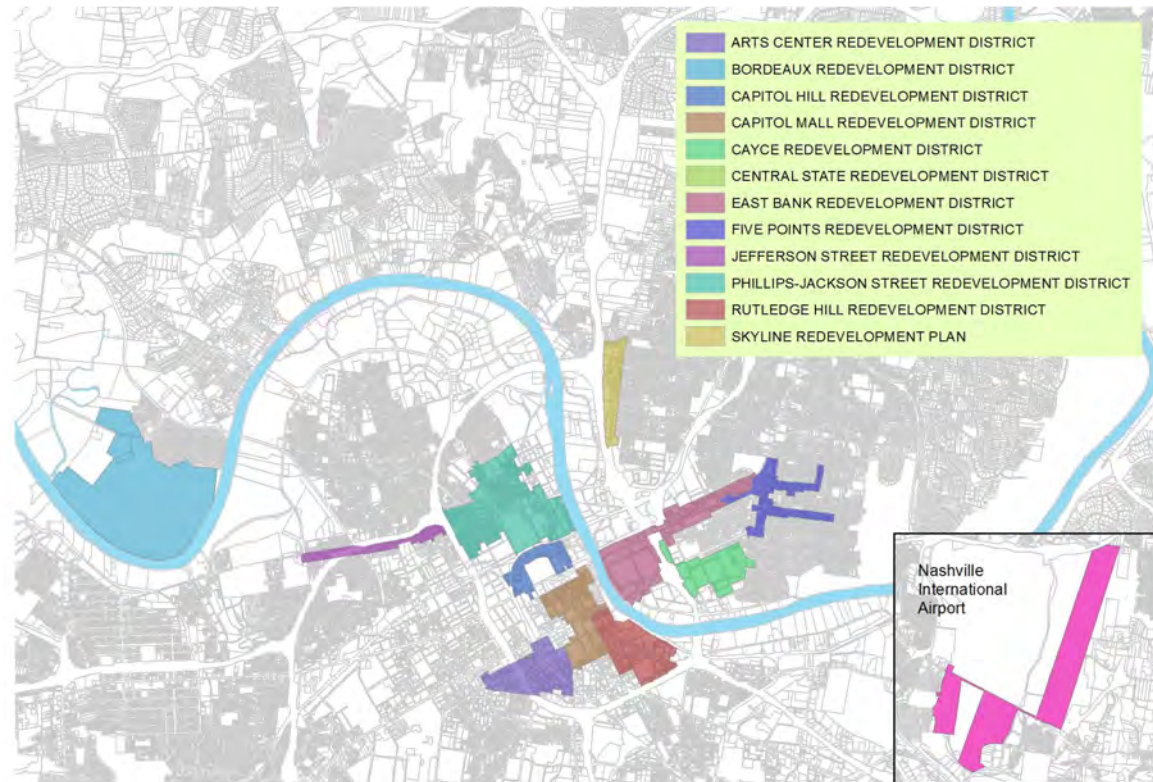 ARTS CENTER REDEVELOPMENT DISTRICT
BORDEAUX REDEVELOPMENT DISTRICT
CAPITOL HILL REDEVELOPMENT DISTRICT
CAPITOL MALL REDEVELOPMENT DISTRICT
CAYCE REDEVELOPMENT DISTRICT
CENTRAL STATE REDEVELOPMENT DISTRICT
EAST BANK REDEVELOPMENT DISTRICT
FIVE POINTS REDEVELOPMENT DISTRICT
JEFFERSON STREET REDEVELOPMENT DISTRICT
PHILLIPS-JACKSON STREET REDEVELOPMENT DISTRICT
RUTLEDGE HILL REDEVELOPMENT DISTRICT
SKYLINE REDEVELOPMENT PLAN
Nashville
International
Airport